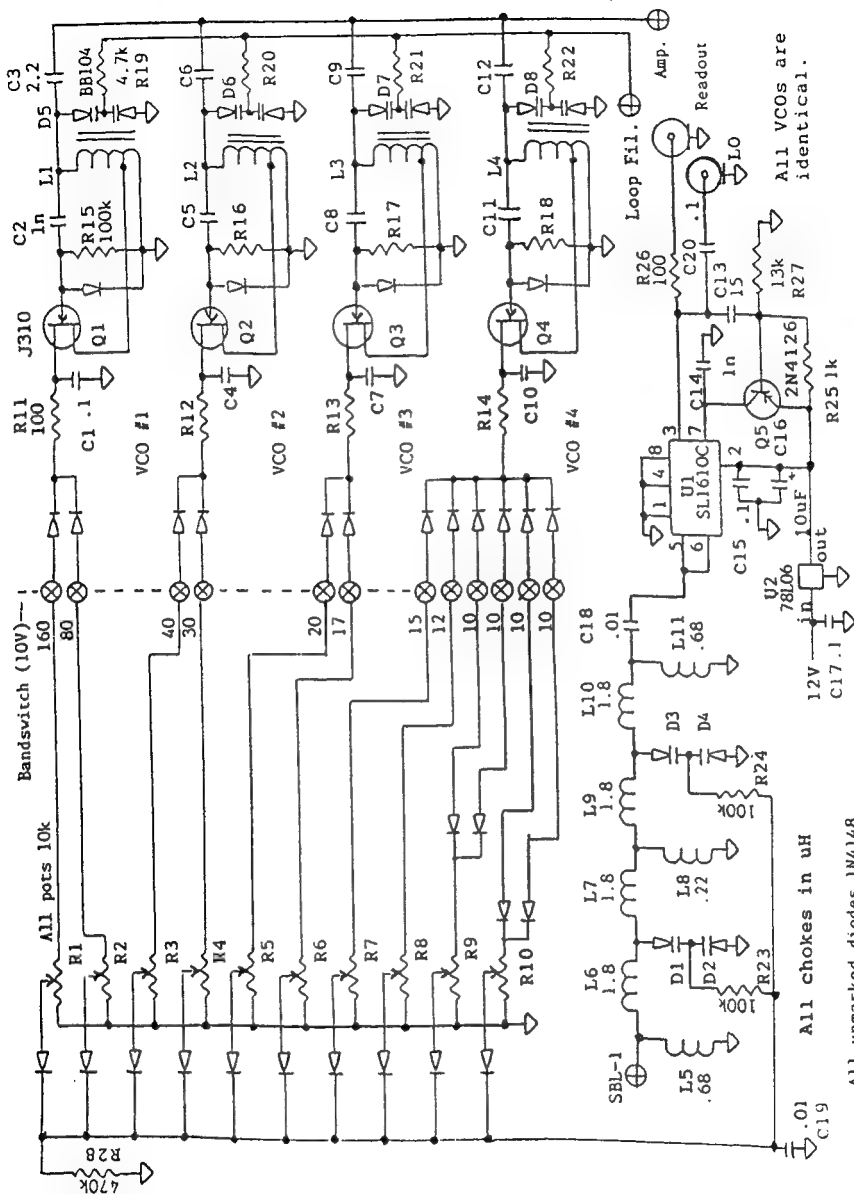 C3
2.2
BB104
4.7k
R19
D5
L1
C2
1n
R15
100k
J310
Q1
R11
100
C1 .1
VCO #1
C6
D6
R20
L2
C5
R16
Q2
R12
C4
VCO #2
C9
D7
R21
L3
C8
R17
Q3
R13
C7
VCO #3
C12
D8
R22
L4
C11
R18
Q4
R14
C10
VCO #4
Amp.
Loop Fil.
Readout
LO
All VCOs are
identical.
Bandswitch (10V)
160
80
40
30
20
17
15
12
10
10
10
10
All pots 10k
R1
R2
R3
R4
R5
R6
R7
R8
R9
R10
470k
R28
R26
100
C20
.1
C13
15
13k
R27
C14
1n
2N4126
Q5
R25 1k
C16
10uF
+
C15
.1
1
4
8
5
6
3
7
2
U1
SL1610C
U2
78L06
in
out
12V
C17.1
C18
.01
L11
.68
L10
1.8
D3
D4
R24
100k
L9
1.8
L8
.22
L7
1.8
D1
D2
R23
100k
L6
1.8
L5
.68
SBL-1
.01
C19
All chokes in uH
All unmarked diodes 1N4148